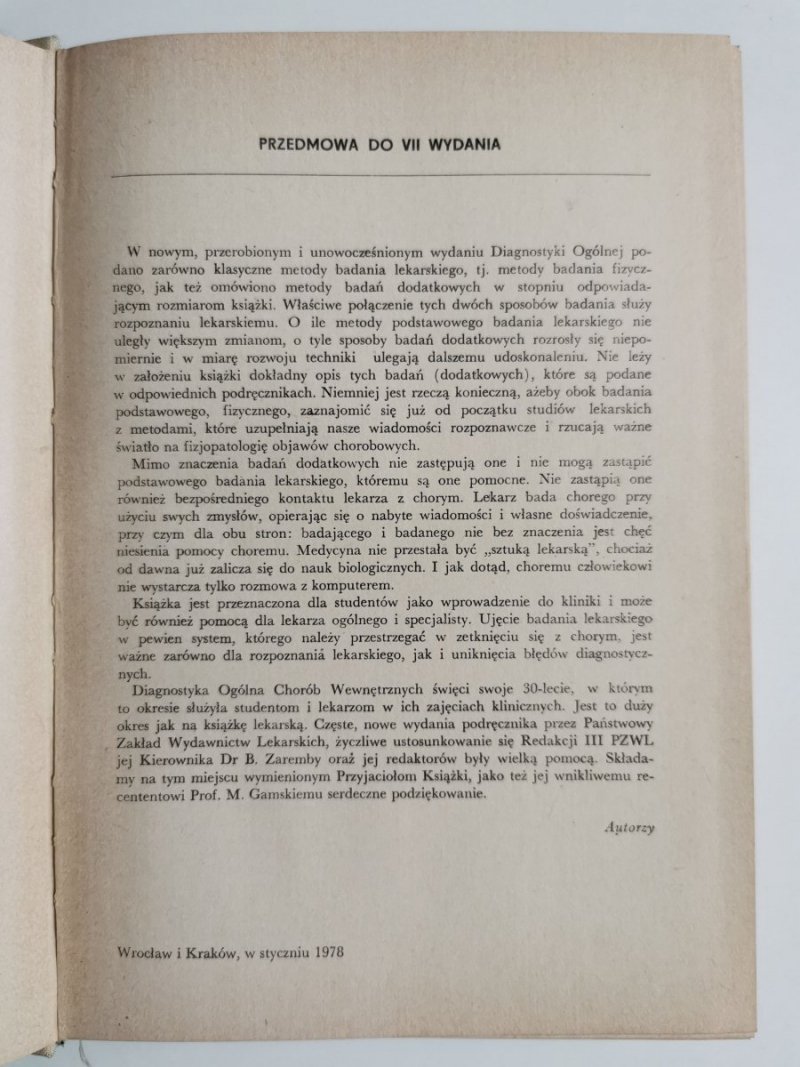 PRZEDMOWA DO VII WYDANIA
W nowym, przerobionym i unowocześnionym wydaniu Diagnostyki Ogólnej po-
dano zarówno klasyczne metody badania lekarskiego, tj. metody badania fizycz-
nego, jak też omówiono metody badań dodatkowych w stopniu odpowiada-
jącym rozmiarom książki. Właściwe połączenie tych dwóch sposobów badania służy
rozpoznaniu lekarskiemu. O ile metody podstawowego badania lekarskiego nie
uległy większym zmianom, o tyle sposoby badań dodatkowych rozrosły się niepo-
miernie i w miarę rozwoju techniki ulegają dalszemu udoskonaleniu. Nie leży
w założeniu książki dokładny opis tych badań (dodatkowych), które są podane
w odpowiednich podręcznikach. Niemniej jest rzeczą konieczną, ażeby obok badania
podstawowego, fizycznego, zaznajomić się już od początku studiów lekarskich
z metodami, które uzupełniają nasze wiadomości rozpoznawcze i rzucają ważne
światło na fizjopatologię objawów chorobowych.
Mimo znaczenia badań dodatkowych nie zastępują one i nie mogą zastąpić
podstawowego badania lekarskiego, któremu są one pomocne. Nie zastąpią one
również bezpośredniego kontaktu lekarza z chorym. Lekarz bada chorego przy
użyciu swych zmysłów, opierając się o nabyte wiadomości i własne doświadczenie,
przy czym dla obu stron: badającego i badanego nie bez znaczenia jest chęć
niesienia pomocy choremu. Medycyna nie przestała być „sztuką lekarską”, chociaż
od dawna już zalicza się do nauk biologicznych. I jak dotąd, choremu człowiekowi
nie wystarcza tylko rozmowa z komputerem.
Książka jest przeznaczona dla studentów jako wprowadzenie do kliniki i może
być również pomocą dla lekarza ogólnego i specjalisty. Ujęcie badania lekarskiego
w pewien system, którego należy przestrzegać w zetknięciu się z chorym, jest
ważne zarówno dla rozpoznania lekarskiego, jak i uniknięcia błędów diagnostycz-
nych.
Diagnostyka Ogólna Chorób Wewnętrznych święci swoje 30-lecie, w którym
to okresie służyła studentom i lekarzom w ich zajęciach klinicznych. Jest to duży
okres jak na książkę lekarską. Częste, nowe wydania podręcznika przez Państwowy
Zakład Wydawnictw Lekarskich, życzliwe ustosunkowanie się Redakcji III PZWL
jej Kierownika Dr B. Zaremby oraz jej redaktorów były wielką pomocą. Składa-
my na tym miejscu wymienionym Przyjaciołom Książki, jako też jej wnikliwemu re-
cententowi Prof. M. Gamskiemu serdeczne podziękowanie.
Autorzy
Wrocław i Kraków, w styczniu 1978